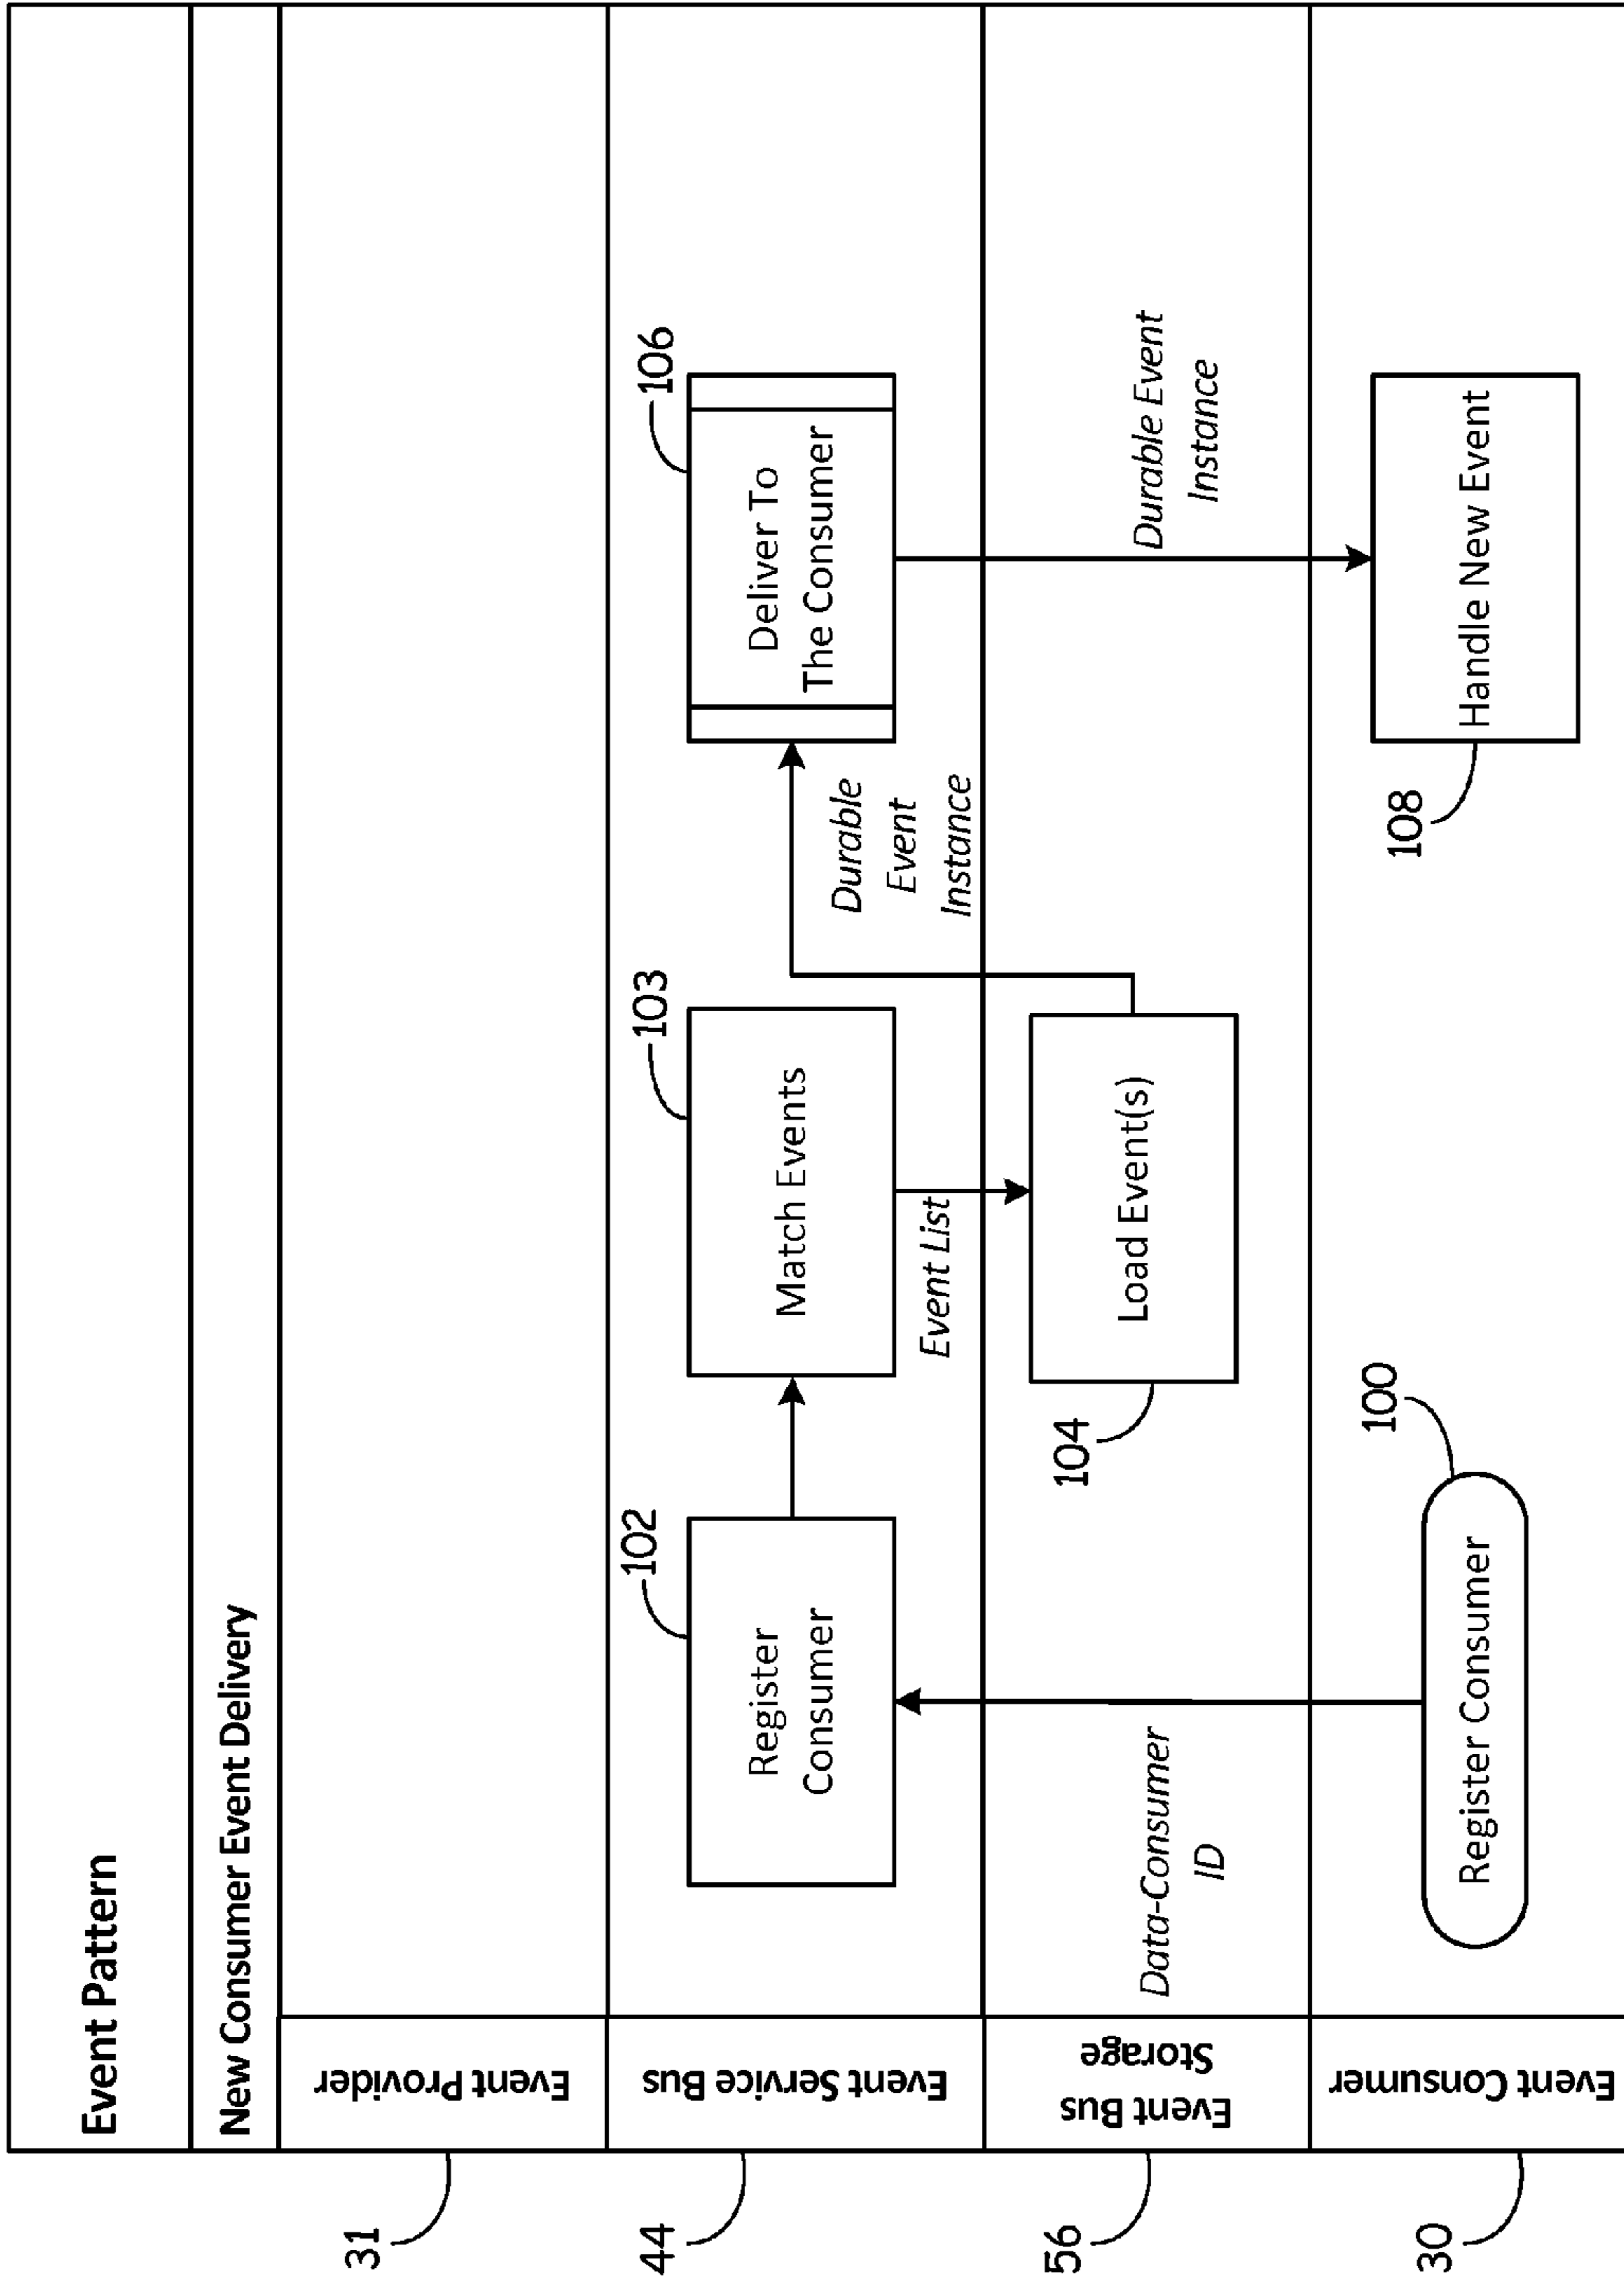 Event Pattern
New Consumer Event Delivery
31
Event Provider
44
Event Service Bus
102
Register
Consumer
103
Match Events
106
Deliver To
The Consumer
Event List
Durable
Event
Instance
56
Event Bus
Storage
Data-Consumer
ID
104
Load Event(s)
Durable Event
Instance
30
Event Consumer
Register Consumer
100
108
Handle New Event